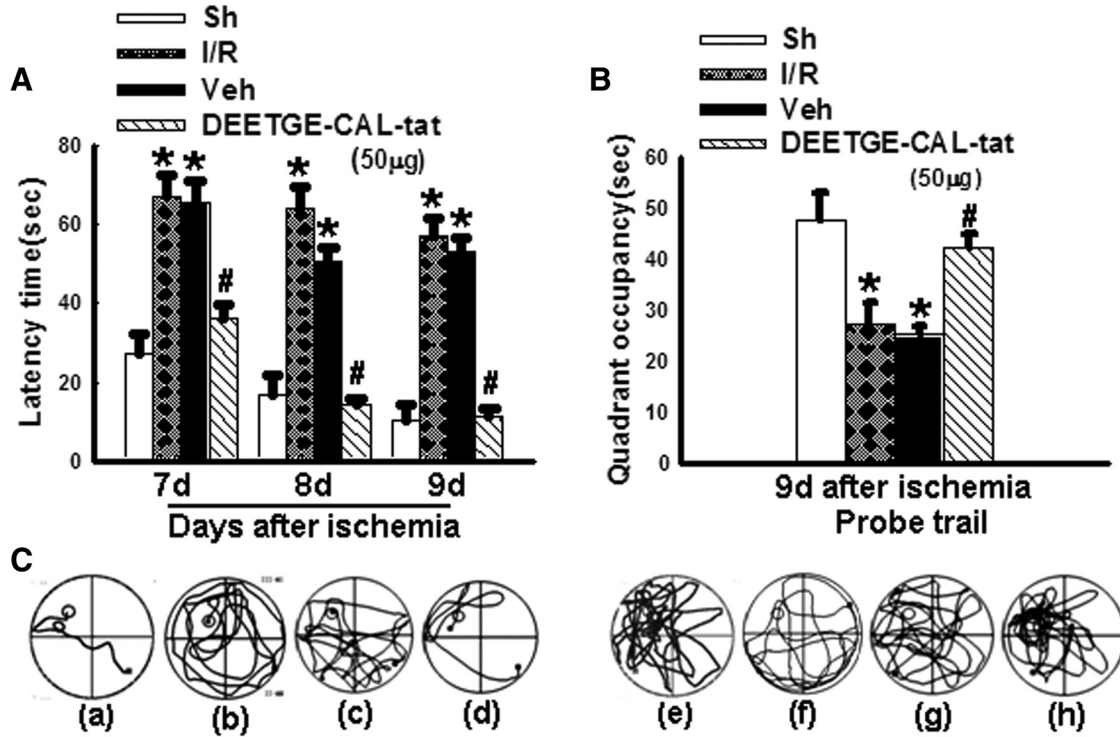 A
Sh
I/R
Veh
DEETGE-CAL-tat
(50µg)
Latency time(sec)
80
60
40
20
0
* * #
* * #
* * #
7d 8d 9d
Days after ischemia
B
Sh
I/R
Veh
DEETGE-CAL-tat
(50µg)
Quadrant occupancy(sec)
60
50
40
30
20
10
0
* * #
9d after ischemia
Probe trail
C
(a) (b) (c) (d) (e) (f) (g) (h)